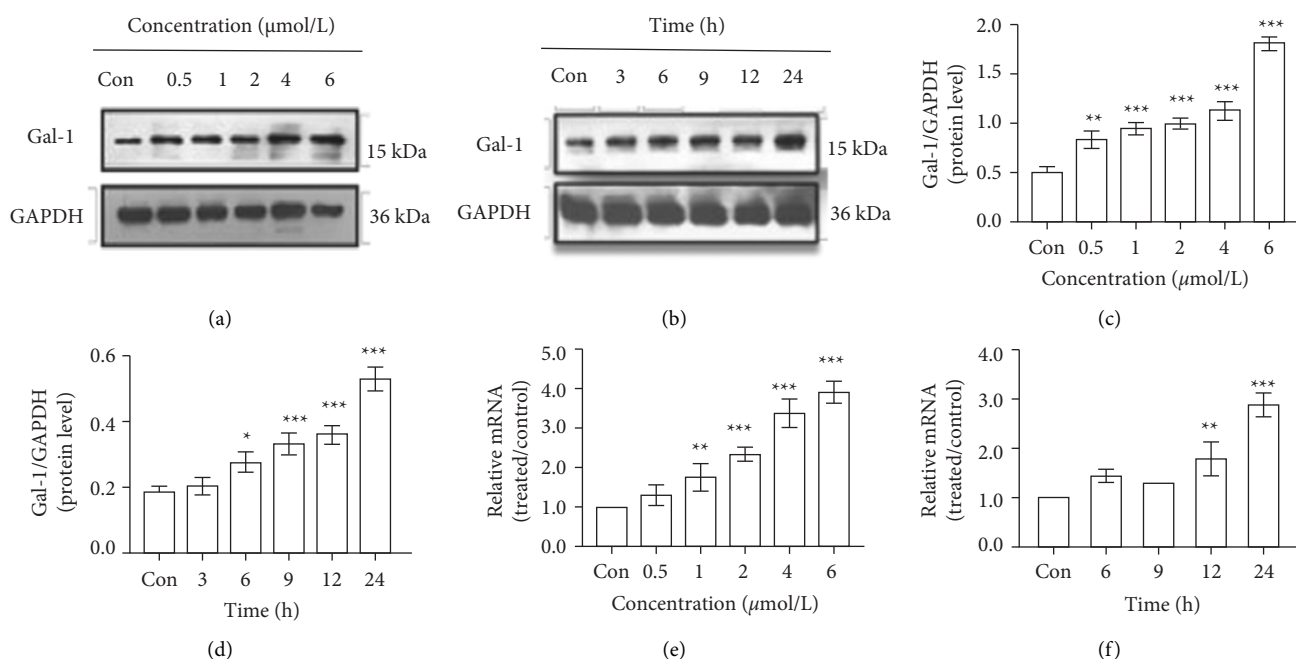 Concentration (μmol/L)
Con 0.5 1 2 4 6
Gal-1
15 kDa
GAPDH
36 kDa
(a)
Time (h)
Con 3 6 9 12 24
Gal-1
15 kDa
GAPDH
36 kDa
(b)
Gal-1/GAPDH
(protein level)
2.0
1.5
1.0
0.5
0.0
** *** *** *** ***
Con 0.5 1 2 4 6
Concentration (μmol/L)
(c)
Gal-1/GAPDH
(protein level)
0.6
0.4
0.2
0.0
* *** *** ***
Con 3 6 9 12 24
Time (h)
(d)
Relative mRNA
(treated/control)
5.0
4.0
3.0
2.0
1.0
0.0
** *** *** ***
Con 0.5 1 2 4 6
Concentration (μmol/L)
(e)
Relative mRNA
(treated/control)
4.0
3.0
2.0
1.0
0.0
** ***
Con 6 9 12 24
Time (h)
(f)